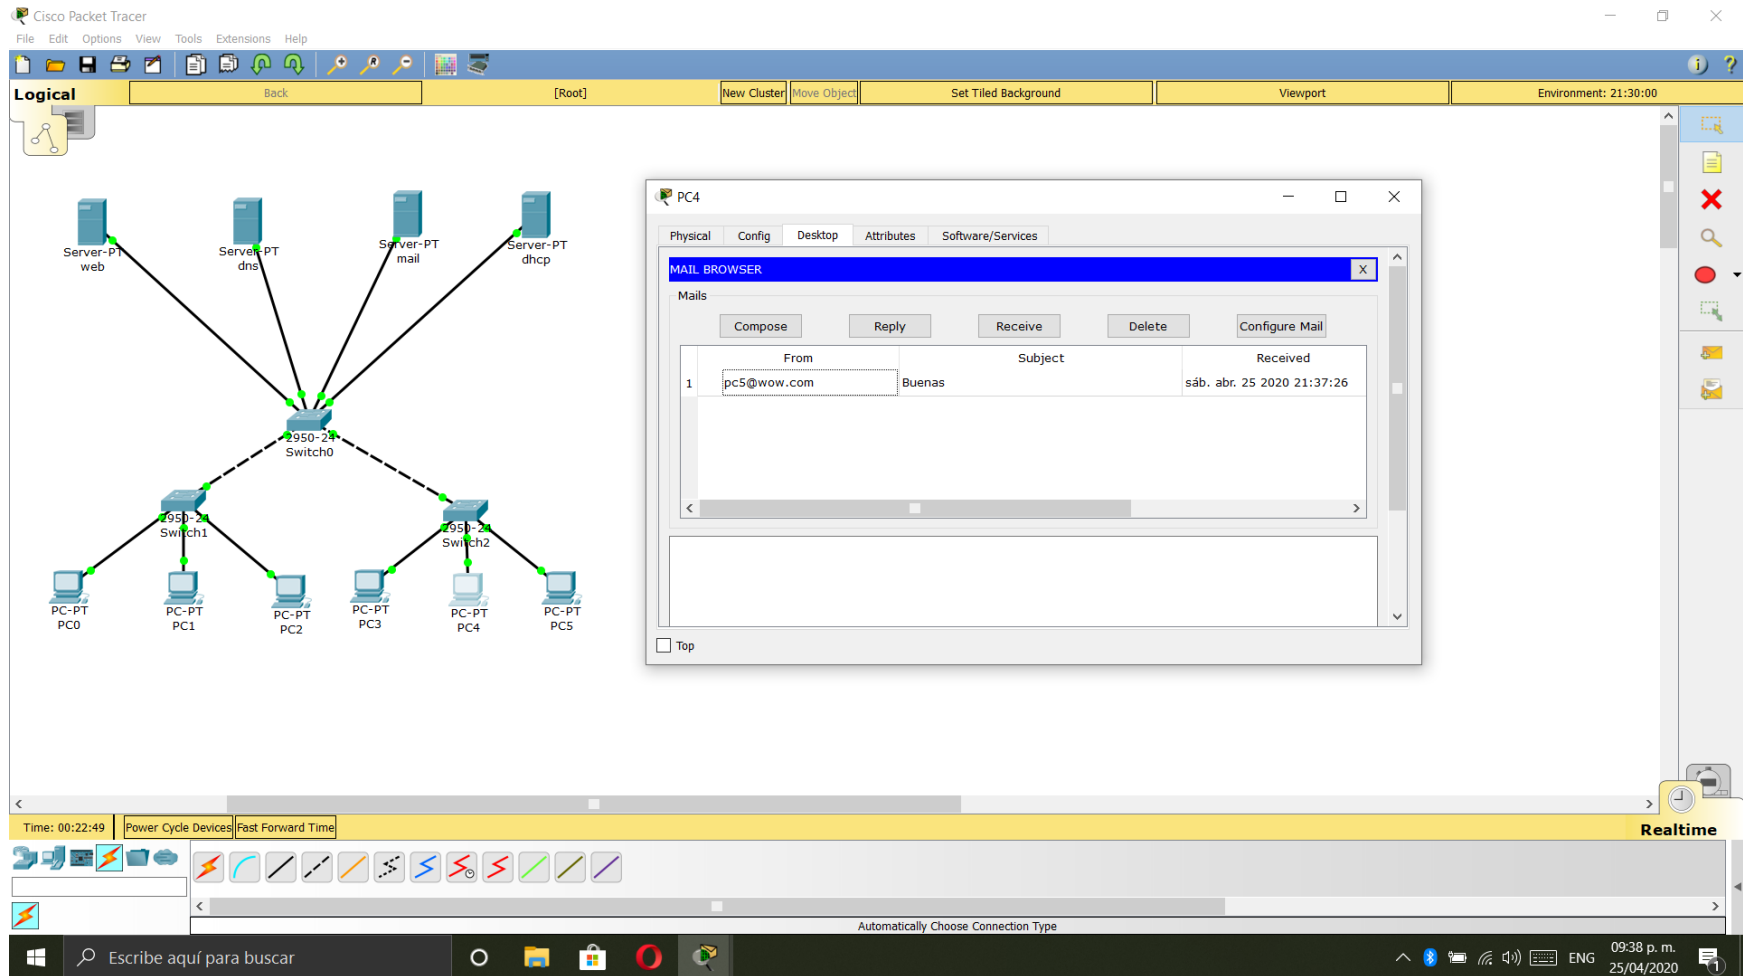 Cisco Packet Tracer
File Edit Options View Tools Extensions Help
Logical Back [Root] New Cluster Move Object Set Tiled Background Viewport Environment: 21:30:00
Server-PT
web
Server-PT
dns
Server-PT
mail
Server-PT
dhcp
2950-24
Switch0
2950-24
Switch1
2950-24
Switch2
PC-PT
PC0
PC-PT
PC1
PC-PT
PC2
PC-PT
PC3
PC-PT
PC4
PC-PT
PC5
PC4
Physical Config Desktop Attributes Software/Services
MAIL BROWSER X
Mails
Compose Reply Receive Delete Configure Mail
From Subject Received
1 pc5@wow.com Buenas sáb. abr. 25 2020 21:37:26
Top
Time: 00:22:49 Power Cycle Devices Fast Forward Time Realtime
Automatically Choose Connection Type
Escribe aquí para buscar
ENG
09:38 p. m.
25/04/2020
1